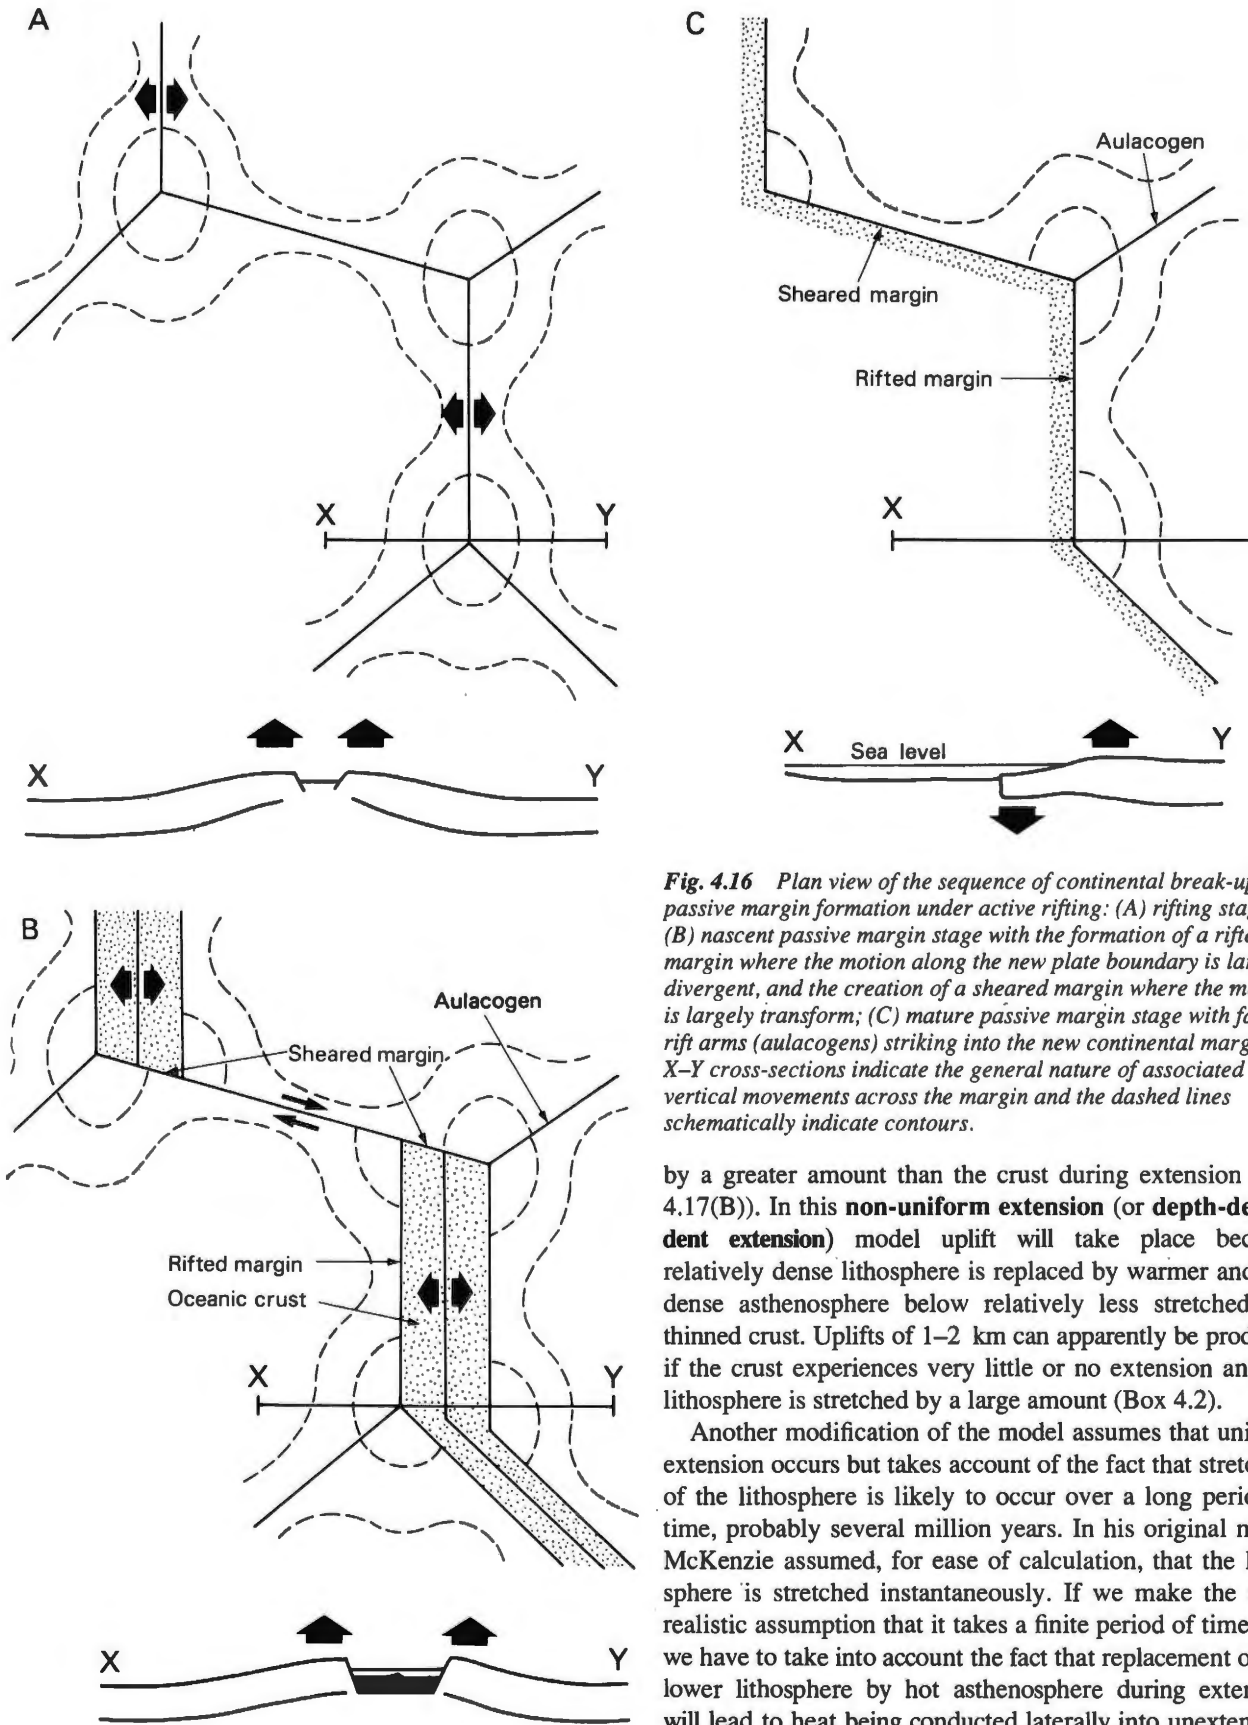 A
X Y
X Y
B
Aulacogen
Sheared margin
Rifted margin
Oceanic crust
X Y
X Y
C
Aulacogen
Sheared margin
Rifted margin
X
X Sea level Y
Fig. 4.16 Plan view of the sequence of continental break-up
passive margin formation under active rifting: (A) rifting
(B) nascent passive margin stage with the formation of a
margin where the motion along the new plate boundary is
divergent, and the creation of a sheared margin where the
is largely transform; (C) mature passive margin stage with
rift arms (aulacogens) striking into the new continental
X–Y cross-sections indicate the general nature of associated
vertical movements across the margin and the dashed lines
schematically indicate contours.
by a greater amount than the crust during extension
4.17(B)). In this non-uniform extension (or depth-de
dent extension) model uplift will take place bec
relatively dense lithosphere is replaced by warmer and
dense asthenosphere below relatively less stretched
thinned crust. Uplifts of 1–2 km can apparently be prod
if the crust experiences very little or no extension an
lithosphere is stretched by a large amount (Box 4.2).
Another modification of the model assumes that uni
extension occurs but takes account of the fact that stret
of the lithosphere is likely to occur over a long peri
time, probably several million years. In his original m
McKenzie assumed, for ease of calculation, that the
sphere is stretched instantaneously. If we make the
realistic assumption that it takes a finite period of time
we have to take into account the fact that replacement o
lower lithosphere by hot asthenosphere during exten
will lead to heat being conducted laterally into unexten